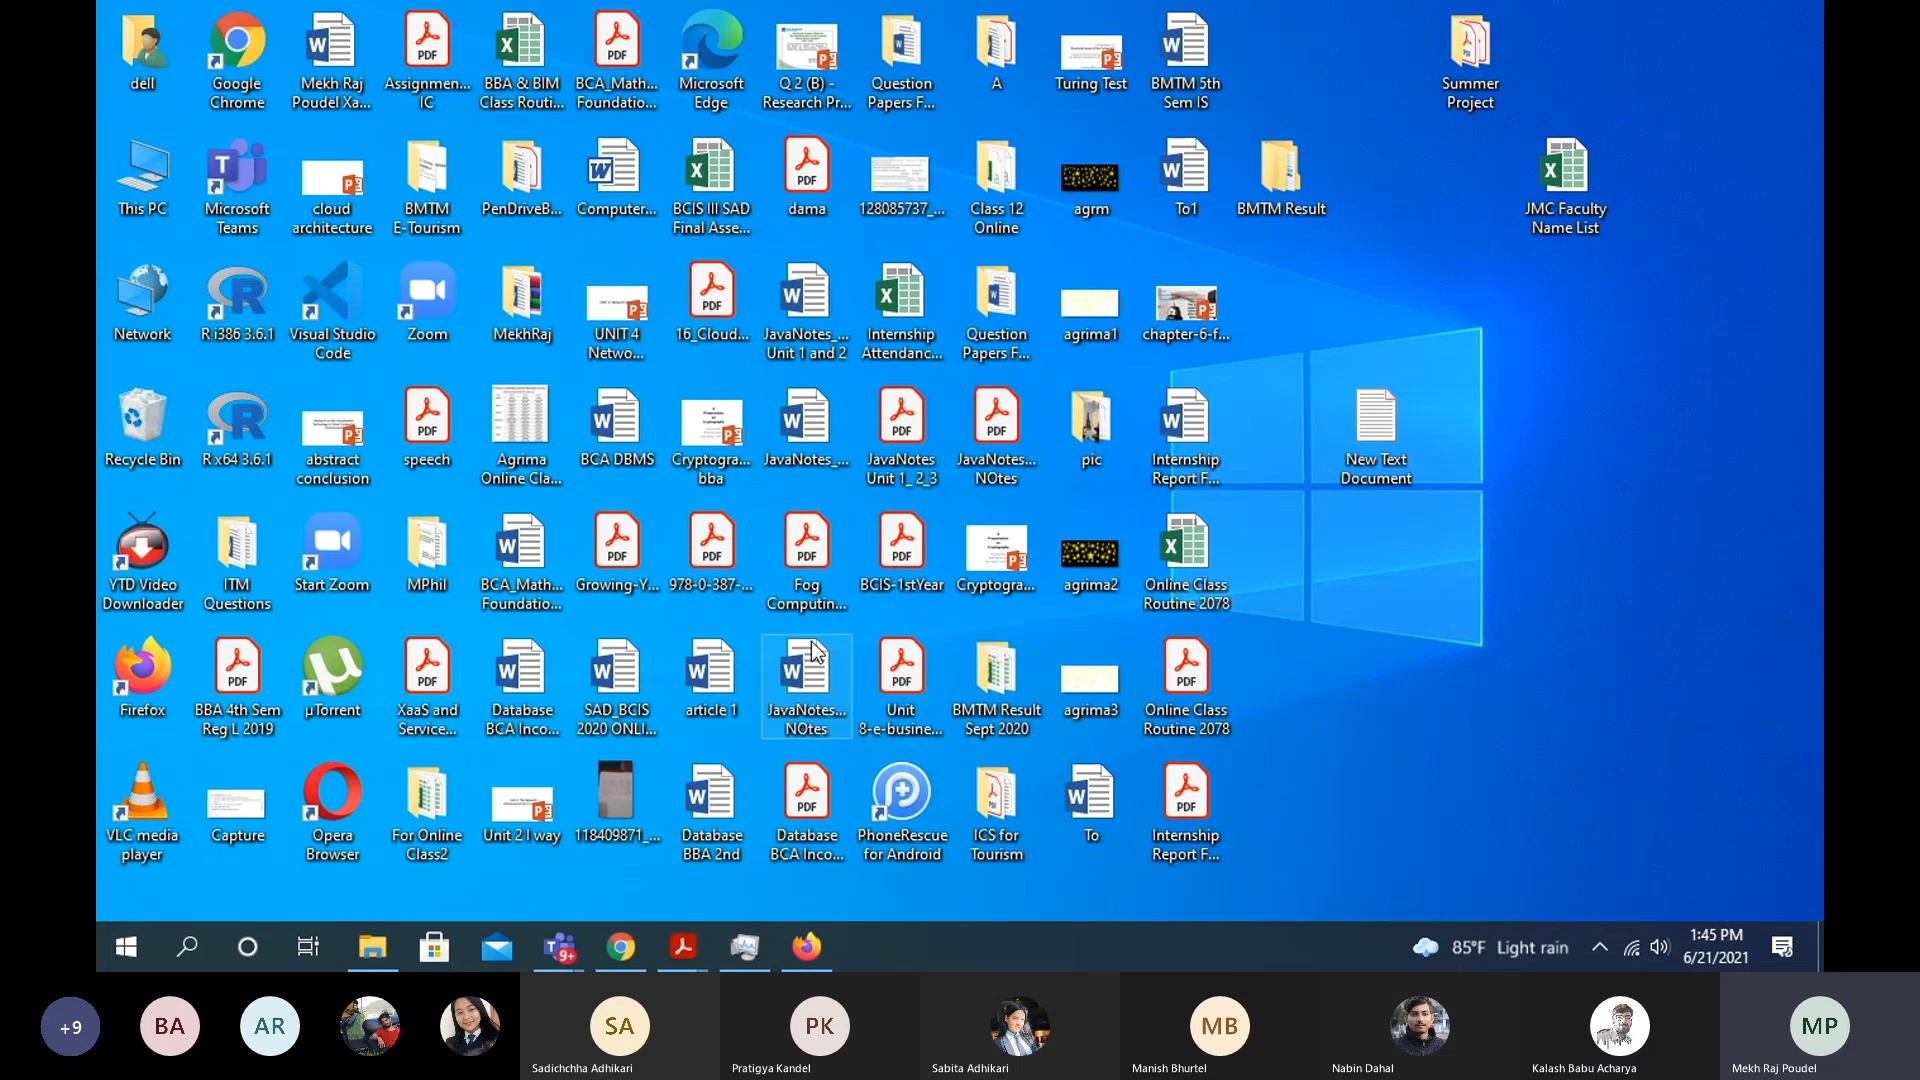 dell
Google
Chrome
Mekh Raj
Poudel Xa...
Assignmen...
IC
BBA & BIM
Class Routi...
BCA_Math...
Foundatio...
Microsoft
Edge
Q 2 (B) -
Research Pr...
Question
Papers F...
A
Turing Test
BMTM 5th
Sem IS
Summer
Project
This PC
Microsoft
Teams
cloud
architecture
BMTM
E-Tourism
PenDriveB...
Computer...
BCIS III SAD
Final Asse...
dama
128085737_...
Class 12
Online
agrm
To1
BMTM Result
JMC Faculty
Name List
Network
R i386 3.6.1
Visual Studio
Code
Zoom
MekhRaj
UNIT 4
Netwo...
16_Cloud...
JavaNotes_...
Unit 1 and 2
Internship
Attendanc...
Question
Papers F...
agrima1
chapter-6-f...
Recycle Bin
R x64 3.6.1
abstract
conclusion
speech
Agrima
Online Cla...
BCA DBMS
Cryptogra...
bba
JavaNotes_...
JavaNotes
Unit 1_ 2_3
JavaNotes...
NOtes
pic
Internship
Report F...
New Text
Document
YTD Video
Downloader
ITM
Questions
Start Zoom
MPhil
BCA_Math...
Foundatio...
Growing-Y...
978-0-387-...
Fog
Computin...
BCIS-1stYear
Cryptogra...
agrima2
Online Class
Routine 2078
Firefox
BBA 4th Sem
Reg L 2019
µTorrent
XaaS and
Service...
Database
BCA Inco...
SAD_BCIS
2020 ONLI...
article 1
JavaNotes...
NOtes
Unit
8-e-busine...
BMTM Result
Sept 2020
agrima3
Online Class
Routine 2078
VLC media
player
Capture
Opera
Browser
For Online
Class2
Unit 2 I way
118409871_...
Database
BBA 2nd
Database
BCA Inco...
PhoneRescue
for Android
ICS for
Tourism
To
Internship
Report F...
9+
85°F Light rain
1:45 PM
6/21/2021
+9
BA
AR
SA
Sadichchha Adhikari
PK
Pratigya Kandel
Sabita Adhikari
MB
Manish Bhurtel
Nabin Dahal
Kalash Babu Acharya
MP
Mekh Raj Poudel